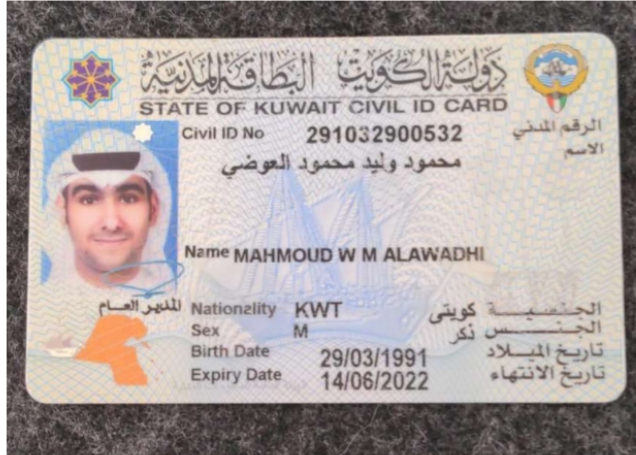 دولة الكويت البطاقة المدنية
STATE OF KUWAIT CIVIL ID CARD
Civil ID No 291032900532 الرقم المدني
محمود وليد محمود العوضي الاسم
Name MAHMOUD W M ALAWADHI
المدير العام
Nationality KWT كويتي الجنسية
Sex M ذكر الجنس
Birth Date 29/03/1991 تاريخ الميلاد
Expiry Date 14/06/2022 تاريخ الانتهاء